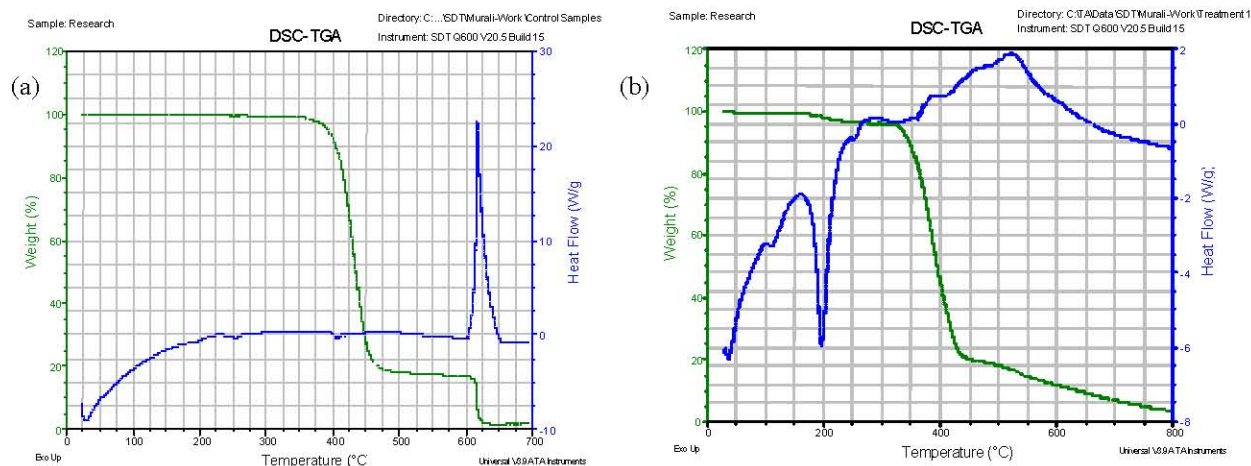 Sample: Research
Directory: C:...\SDT\Murali-Work\Control Samples
DSC-TGA
Instrument: SDT Q600 V20.5 Build 15
(a)
120
100
80
60
40
20
0
Weight (%)
30
20
10
0
-10
Heat Flow (W/g)
0
100
200
300
400
500
600
700
Exo Up
Temperature (°C
Universal V3.9A TA Instruments
Sample: Research
Directory: C:\TA\Data\SDT\Murali-Work\Treatment 1
DSC-TGA
Instrument: SDT Q600 V20.5 Build 15
(b)
120
100
80
60
40
20
0
Weight (%)
2
0
-2
-4
-6
-8
Heat Flow (W/g)
0
200
400
600
800
Exo Up
Temperature (°C)
Universal V3.9A TA Instruments